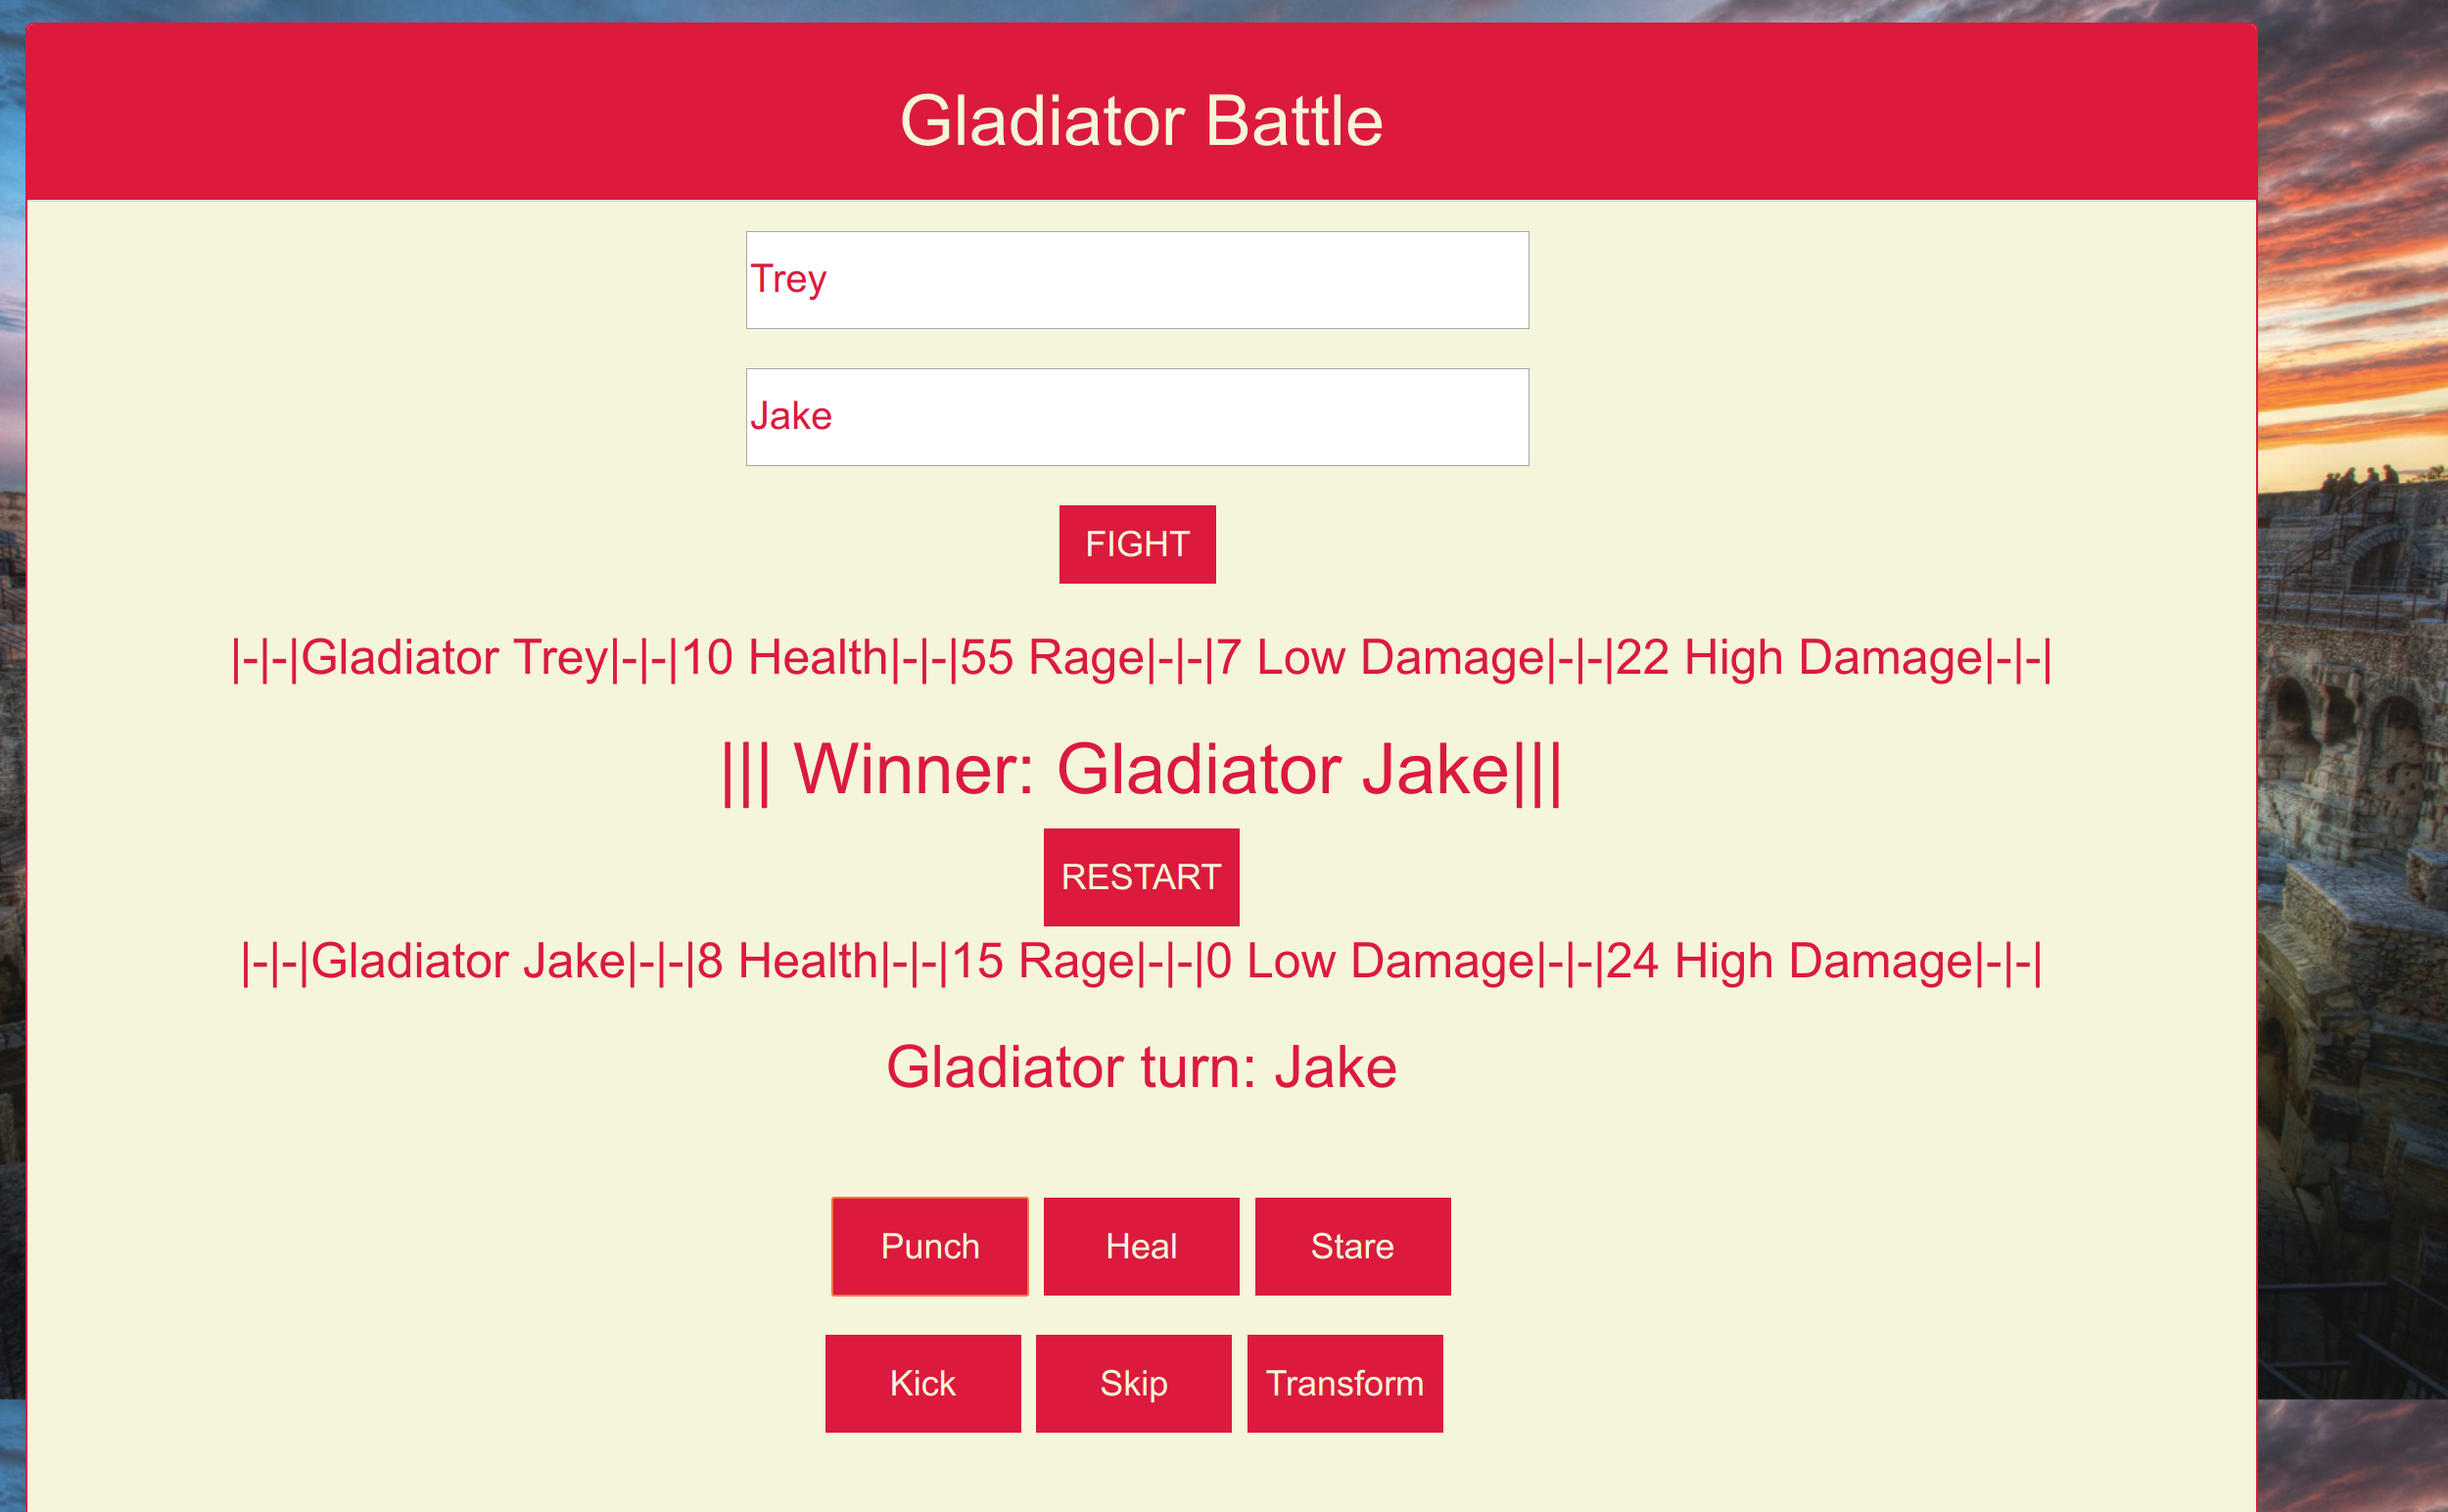 Gladiator Battle
Trey
Jake
FIGHT
|-|-|Gladiator Trey|-|-|10 Health|-|-|55 Rage|-|-|7 Low Damage|-|-|22 High Damage|-|-|
||| Winner: Gladiator Jake|||
RESTART
|-|-|Gladiator Jake|-|-|8 Health|-|-|15 Rage|-|-|0 Low Damage|-|-|24 High Damage|-|-|
Gladiator turn: Jake
Punch Heal Stare
Kick Skip Transform